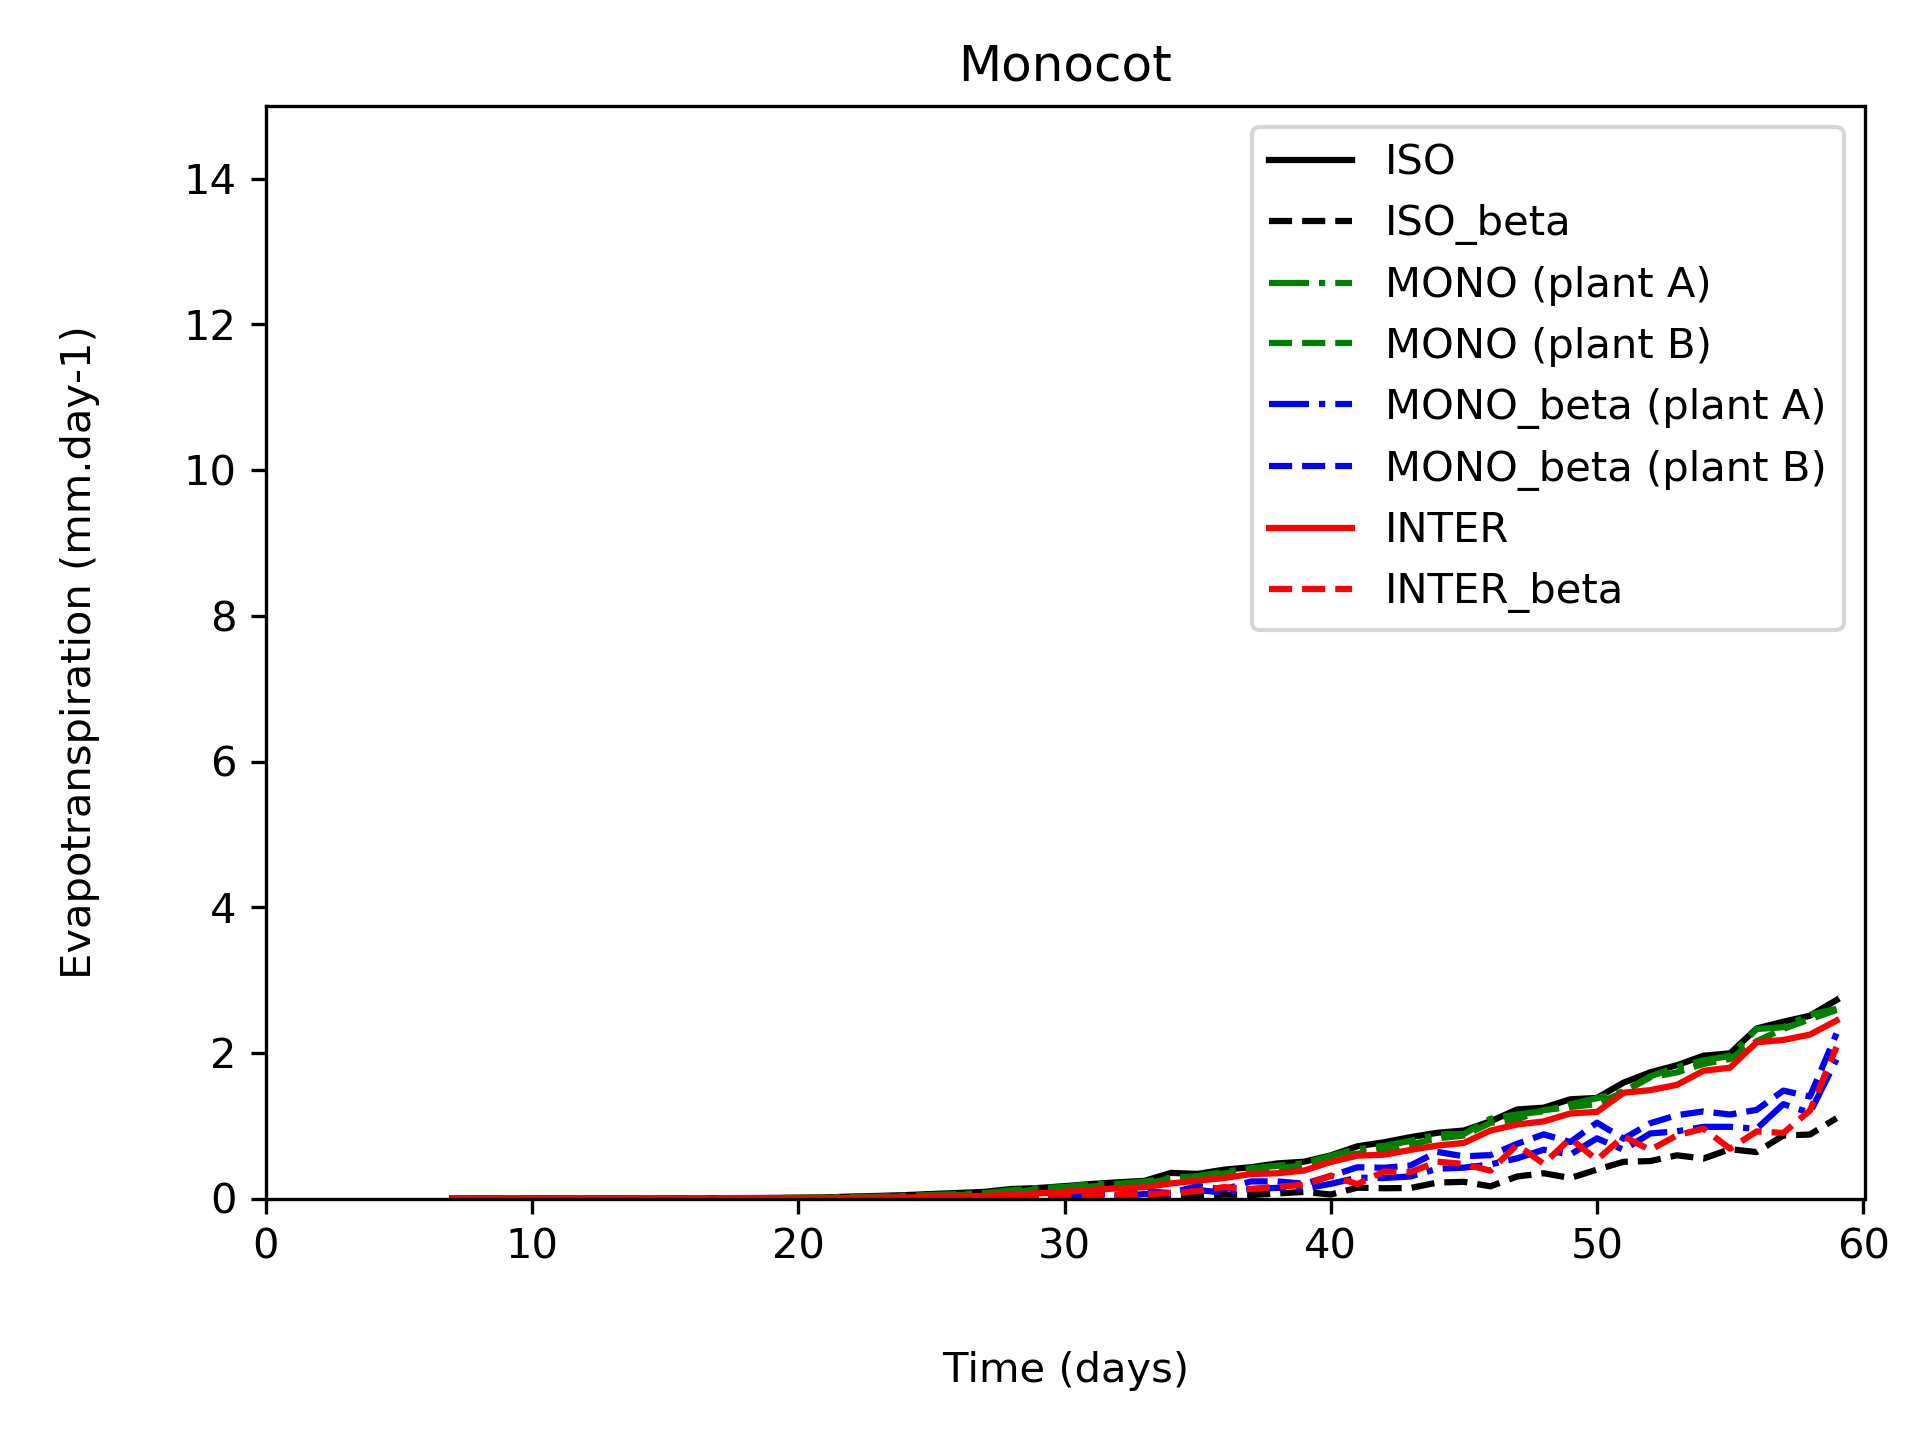 Monocot
ISO
ISO_beta
MONO (plant A)
MONO (plant B)
MONO_beta (plant A)
MONO_beta (plant B)
INTER
INTER_beta
Evapotranspiration (mm.day-1)
14
12
10
8
6
4
2
0
0 10 20 30 40 50 60
Time (days)